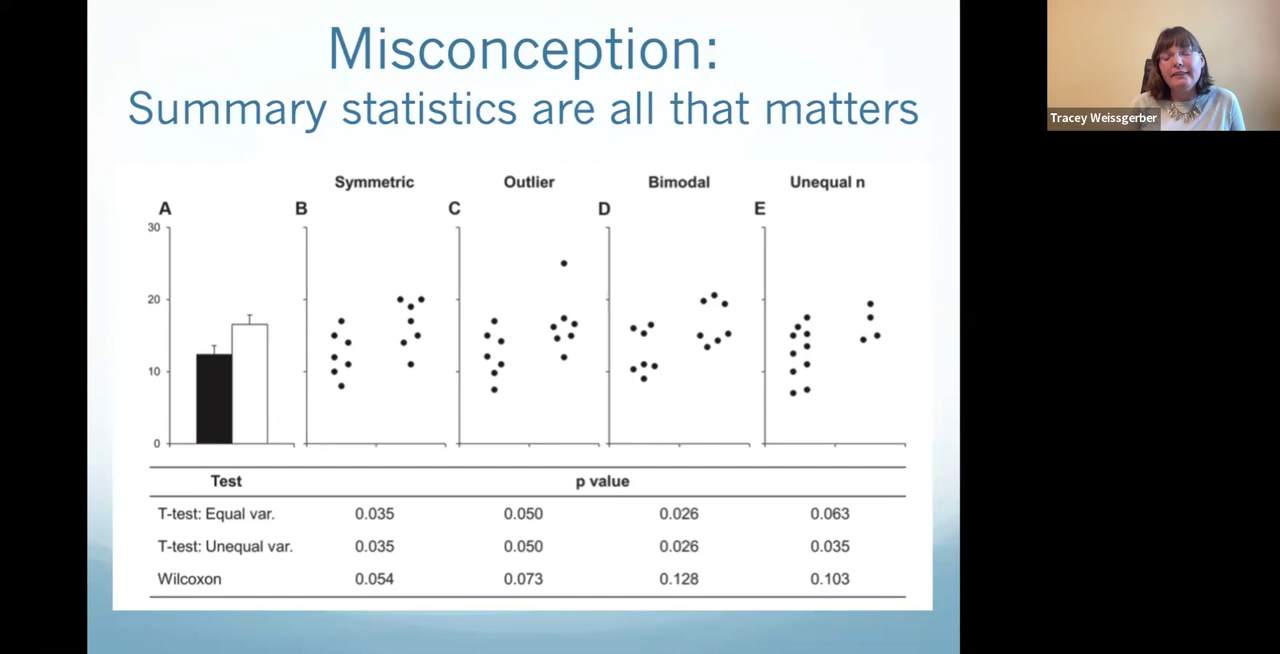 Misconception:
Summary statistics are all that matters
Tracey Weissgerber
Symmetric Outlier Bimodal Unequal n
A B C D E
30
20
10
0
Test p value
T-test: Equal var. 0.035 0.050 0.026 0.063
T-test: Unequal var. 0.035 0.050 0.026 0.035
Wilcoxon 0.054 0.073 0.128 0.103